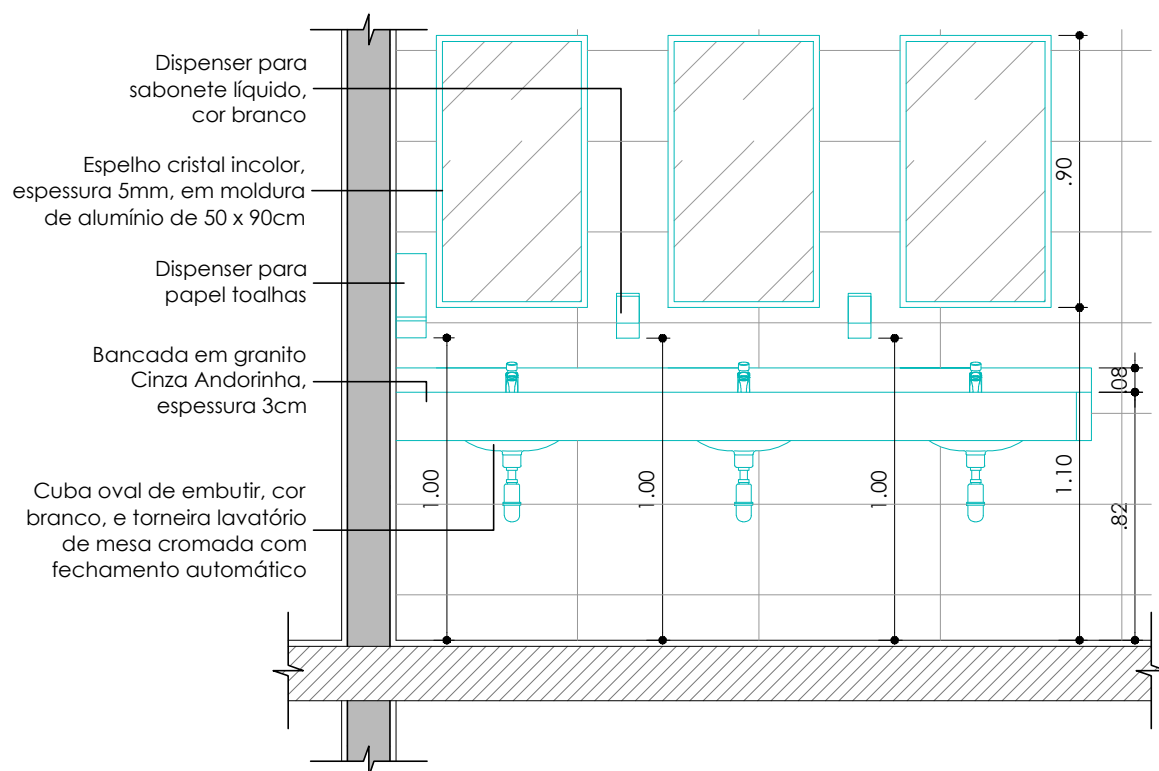 Dispenser para
sabonete líquido,
cor branco
Espelho cristal incolor,
espessura 5mm, em moldura
de alumínio de 50 x 90cm
Dispenser para
papel toalhas
Bancada em granito
Cinza Andorinha,
espessura 3cm
Cuba oval de embutir, cor
branco, e torneira lavatório
de mesa cromada com
fechamento automático
.90
.08
1.00
1.00
1.00
1.10
.82